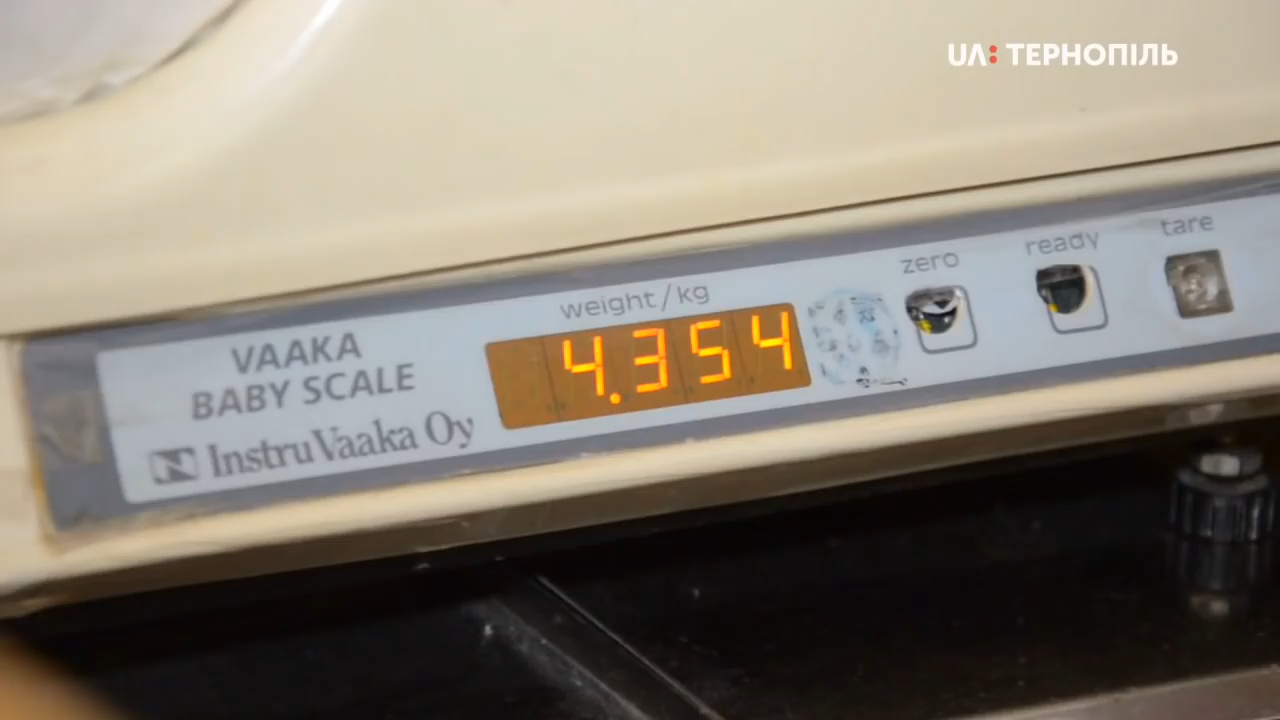 UA: ТЕРНОПІЛЬ
weight/kg
zero
ready
tare
4.354
VAAKA
BABY SCALE
InstruVaaka Oy